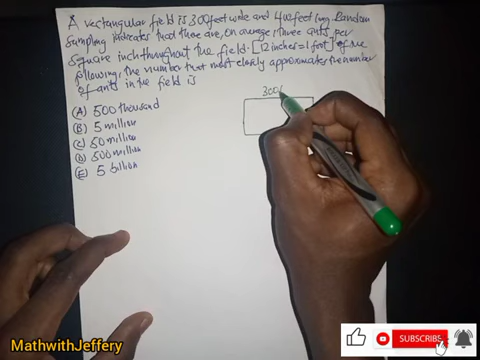 A rectangular field is 300 feet wide and 400 feet long. Random
Sampling indicates that there are, on average, three ants per
square inch throughout the field. [12 inches = 1 foot] Of the
following, the number that most closely approximates the number
of ants in the field is
(A) 500 thousand
(B) 5 million
(C) 50 million
(D) 500 million
(E) 5 billion
300
MathwithJeffery
SUBSCRIBE